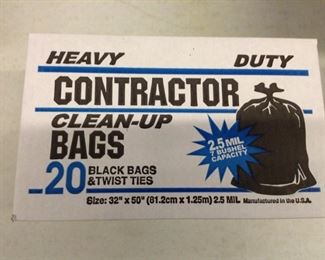 HEAVY DUTY
CONTRACTOR
CLEAN-UP
BAGS
2.5 MIL
7 BUSHEL
CAPACITY
20 BLACK BAGS
& TWIST TIES
Size: 32" x 50" (81.2cm x 1.25m) 2.5 MIL Manufactured in the U.S.A.